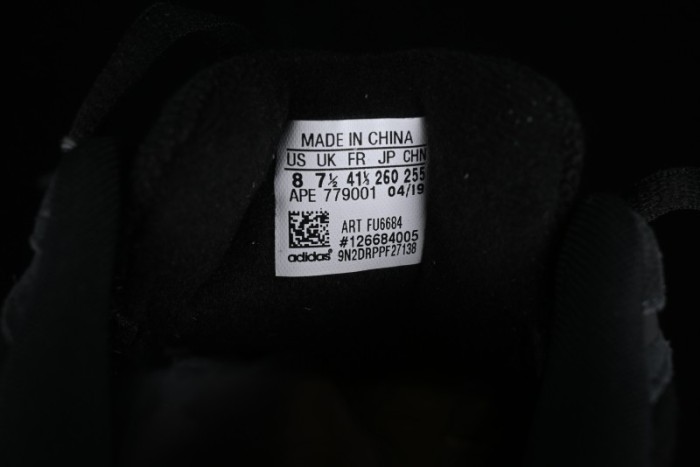 MADE IN CHINA
US UK FR JP CHN
8 7½ 41⅓ 260 255
APE 779001 04/19
ART FU6684
#126684005
adidas® 9N2DRPPF27138